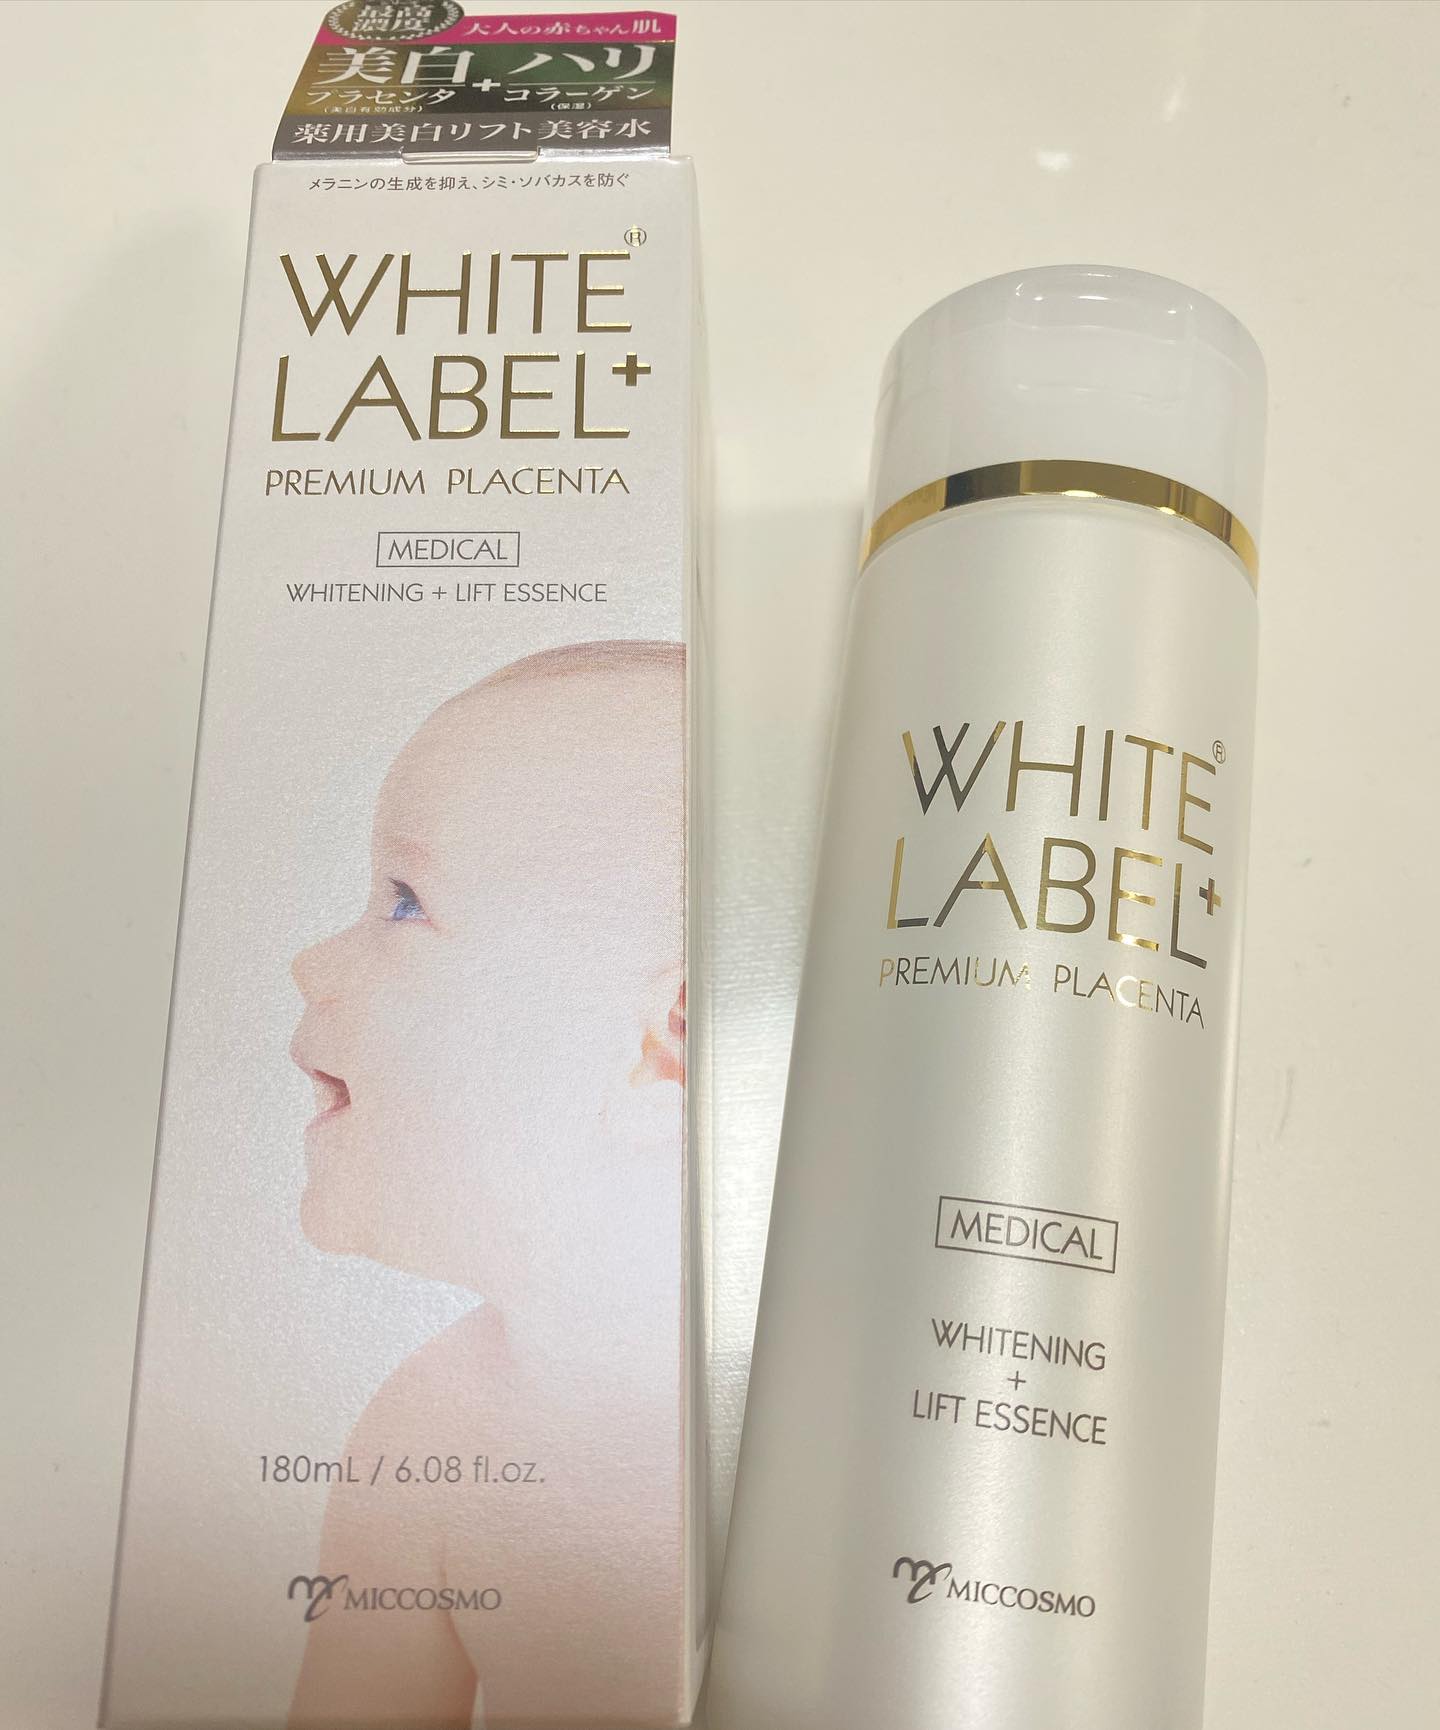 最高
濃度
大人の赤ちゃん肌
美白+ハリ
プラセンタ コラーゲン
(美白有効成分) (保湿)
薬用美白リフト美容水
メラニンの生成を抑え、シミ・ソバカスを防ぐ
WHITE®
LABEL+
PREMIUM PLACENTA
MEDICAL
WHITENING + LIFT ESSENCE
180mL / 6.08 fl.oz.
MICCOSMO
WHITE®
LABEL+
PREMIUM PLACENTA
MEDICAL
WHITENING
+
LIFT ESSENCE
MICCOSMO